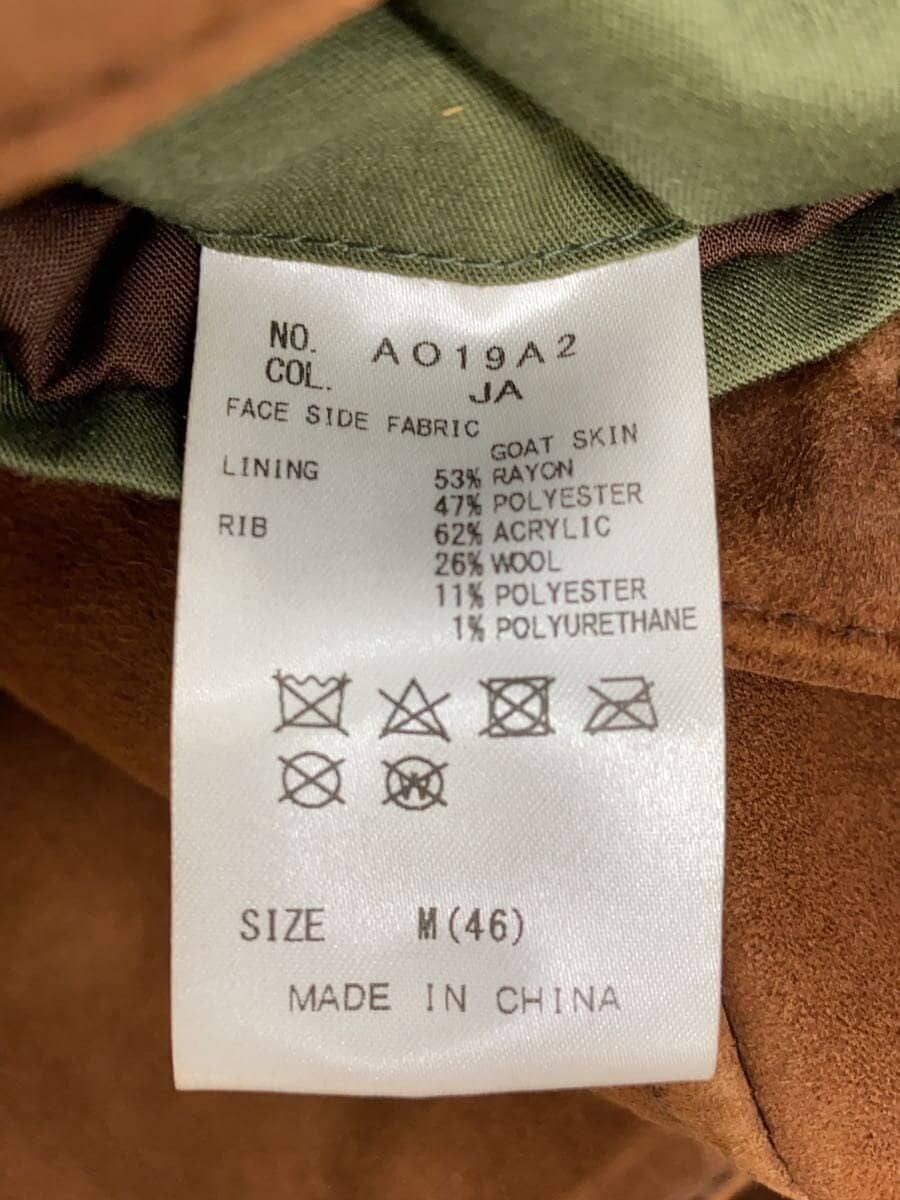 NO. A019A2
COL. JA
FACE SIDE FABRIC
GOAT SKIN
LINING 53% RAYON
47% POLYESTER
RIB 62% ACRYLIC
26% WOOL
11% POLYESTER
1% POLYURETHANE
W
SIZE M(46)
MADE IN CHINA